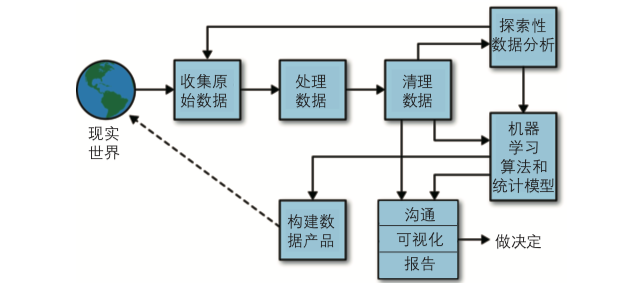 探索性
数据分析
收集原
始数据
处理
数据
清理
数据
现实
世界
机器
学习
算法和
统计模型
构建数
据产品
沟通
可视化
报告
做决定